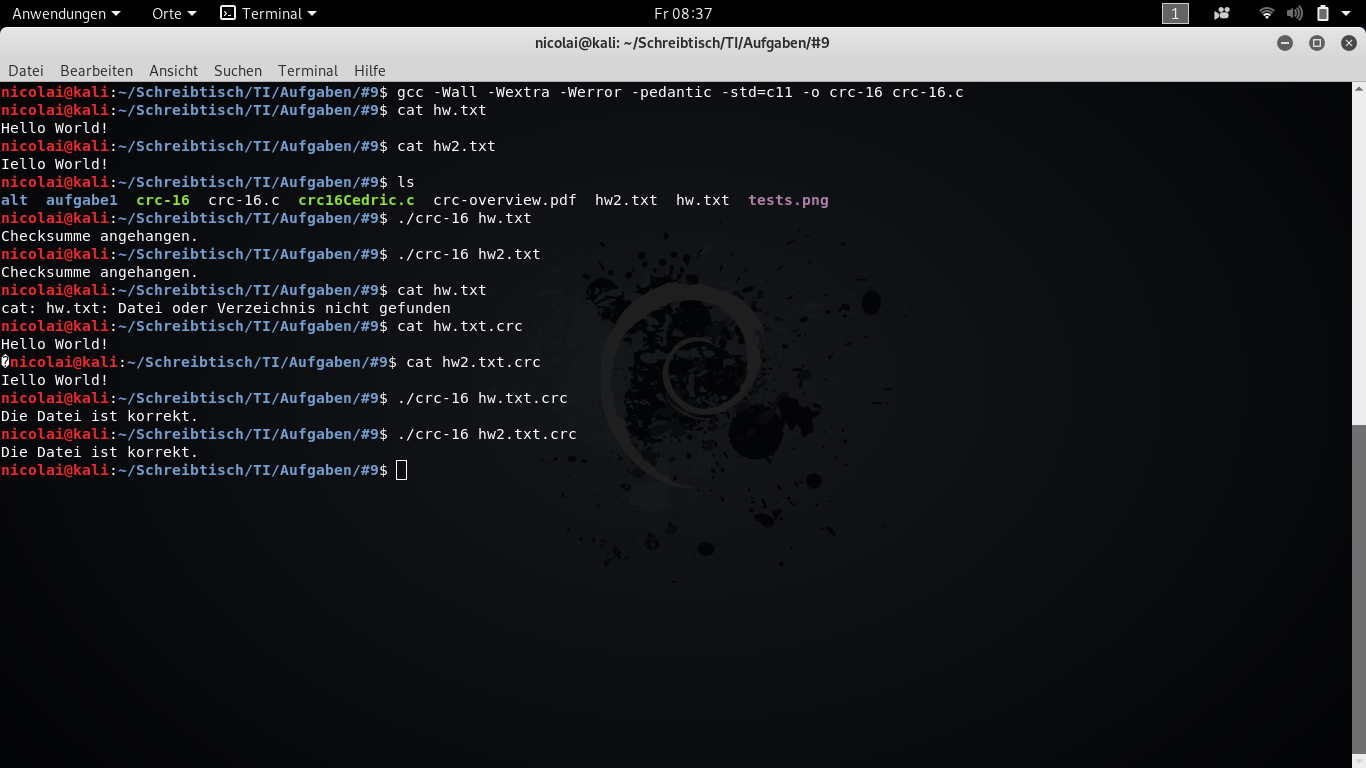 Anwendungen Orte Terminal Fr 08:37 1
nicolai@kali: ~/Schreibtisch/TI/Aufgaben/#9
Datei Bearbeiten Ansicht Suchen Terminal Hilfe
nicolai@kali:~/Schreibtisch/TI/Aufgaben/#9$ gcc -Wall -Wextra -Werror -pedantic -std=c11 -o crc-16 crc-16.c
nicolai@kali:~/Schreibtisch/TI/Aufgaben/#9$ cat hw.txt
Hello World!
nicolai@kali:~/Schreibtisch/TI/Aufgaben/#9$ cat hw2.txt
Iello World!
nicolai@kali:~/Schreibtisch/TI/Aufgaben/#9$ ls
alt aufgabe1 crc-16 crc-16.c crc16Cedric.c crc-overview.pdf hw2.txt hw.txt tests.png
nicolai@kali:~/Schreibtisch/TI/Aufgaben/#9$ ./crc-16 hw.txt
Checksumme angehangen.
nicolai@kali:~/Schreibtisch/TI/Aufgaben/#9$ ./crc-16 hw2.txt
Checksumme angehangen.
nicolai@kali:~/Schreibtisch/TI/Aufgaben/#9$ cat hw.txt
cat: hw.txt: Datei oder Verzeichnis nicht gefunden
nicolai@kali:~/Schreibtisch/TI/Aufgaben/#9$ cat hw.txt.crc
Hello World!
�nicolai@kali:~/Schreibtisch/TI/Aufgaben/#9$ cat hw2.txt.crc
Iello World!
nicolai@kali:~/Schreibtisch/TI/Aufgaben/#9$ ./crc-16 hw.txt.crc
Die Datei ist korrekt.
nicolai@kali:~/Schreibtisch/TI/Aufgaben/#9$ ./crc-16 hw2.txt.crc
Die Datei ist korrekt.
nicolai@kali:~/Schreibtisch/TI/Aufgaben/#9$